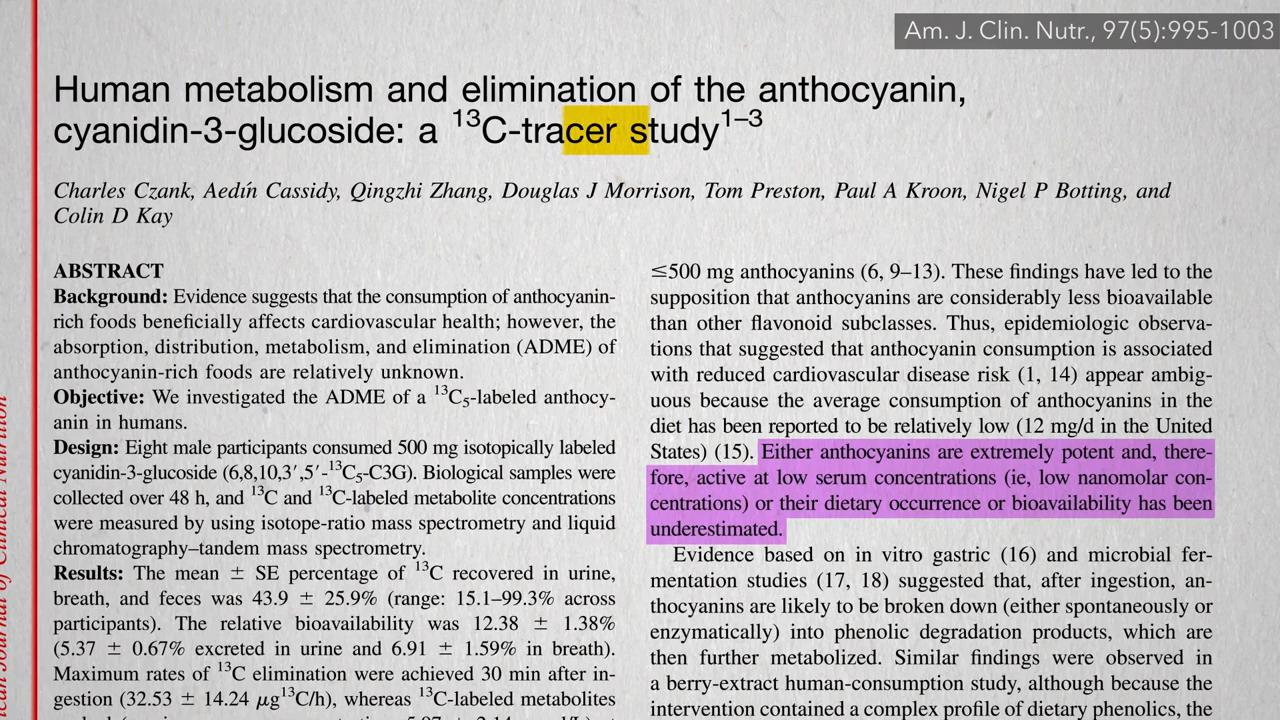 Am. J. Clin. Nutr., 97(5):995-1003
Human metabolism and elimination of the anthocyanin,
cyanidin-3-glucoside: a ¹³C-tracer study¹⁻³
Charles Czank, Aedín Cassidy, Qingzhi Zhang, Douglas J Morrison, Tom Preston, Paul A Kroon, Nigel P Botting, and
Colin D Kay
ABSTRACT
Background: Evidence suggests that the consumption of anthocyanin-
rich foods beneficially affects cardiovascular health; however, the
absorption, distribution, metabolism, and elimination (ADME) of
anthocyanin-rich foods are relatively unknown.
Objective: We investigated the ADME of a ¹³C₅-labeled anthocy-
anin in humans.
Design: Eight male participants consumed 500 mg isotopically labeled
cyanidin-3-glucoside (6,8,10,3′,5′-¹³C₅-C3G). Biological samples were
collected over 48 h, and ¹³C and ¹³C-labeled metabolite concentrations
were measured by using isotope-ratio mass spectrometry and liquid
chromatography–tandem mass spectrometry.
Results: The mean ± SE percentage of ¹³C recovered in urine,
breath, and feces was 43.9 ± 25.9% (range: 15.1–99.3% across
participants). The relative bioavailability was 12.38 ± 1.38%
(5.37 ± 0.67% excreted in urine and 6.91 ± 1.59% in breath).
Maximum rates of ¹³C elimination were achieved 30 min after in-
gestion (32.53 ± 14.24 μg¹³C/h), whereas ¹³C-labeled metabolites
≤500 mg anthocyanins (6, 9–13). These findings have led to the
supposition that anthocyanins are considerably less bioavailable
than other flavonoid subclasses. Thus, epidemiologic observa-
tions that suggested that anthocyanin consumption is associated
with reduced cardiovascular disease risk (1, 14) appear ambig-
uous because the average consumption of anthocyanins in the
diet has been reported to be relatively low (12 mg/d in the United
States) (15). Either anthocyanins are extremely potent and, there-
fore, active at low serum concentrations (ie, low nanomolar con-
centrations) or their dietary occurrence or bioavailability has been
underestimated.
Evidence based on in vitro gastric (16) and microbial fer-
mentation studies (17, 18) suggested that, after ingestion, an-
thocyanins are likely to be broken down (either spontaneously or
enzymatically) into phenolic degradation products, which are
then further metabolized. Similar findings were observed in
a berry-extract human-consumption study, although because the
intervention contained a complex profile of dietary phenolics, the
Journal of Clinical Nutrition